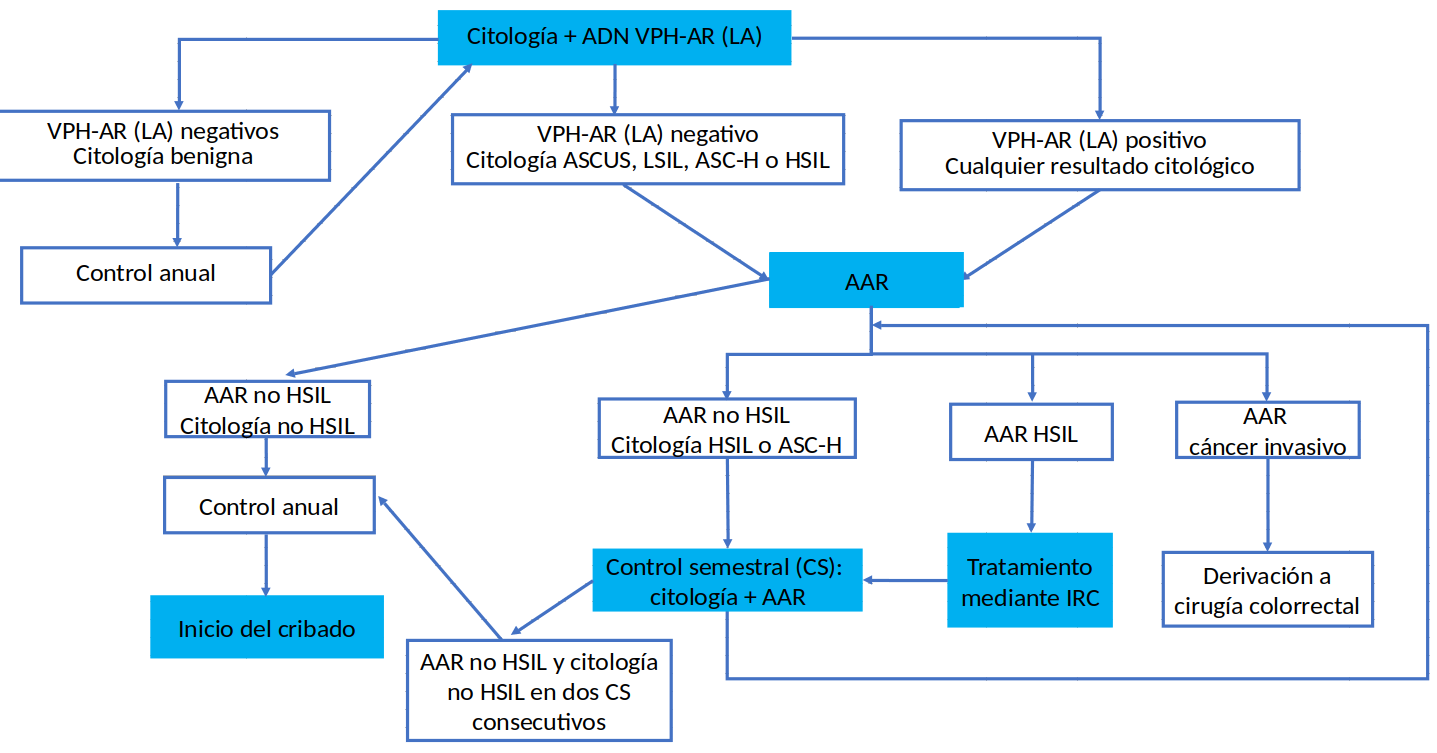 Citología + ADN VPH-AR (LA)
VPH-AR (LA) negativos
Citología benigna
VPH-AR (LA) negativo
Citología ASCUS, LSIL, ASC-H o HSIL
VPH-AR (LA) positivo
Cualquier resultado citológico
Control anual
AAR
AAR no HSIL
Citología no HSIL
AAR no HSIL
Citología HSIL o ASC-H
AAR HSIL
AAR
cáncer invasivo
Control anual
Control semestral (CS):
citología + AAR
Tratamiento
mediante IRC
Derivación a
cirugía colorrectal
Inicio del cribado
AAR no HSIL y citología
no HSIL en dos CS
consecutivos